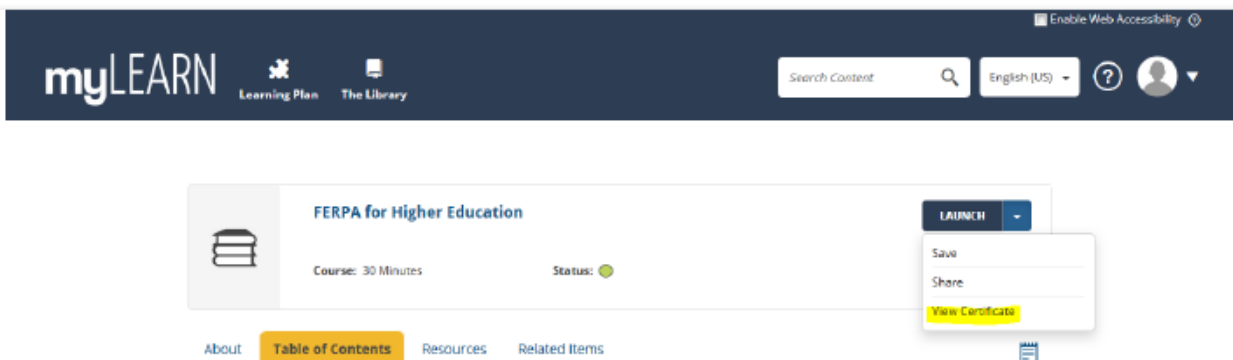 Enable Web Accessibility ?
myLEARN
Learning Plan
The Library
Search Content
English (US)
?
FERPA for Higher Education
LAUNCH
Course: 30 Minutes
Status:
Save
Share
View Certificate
About
Table of Contents
Resources
Related Items